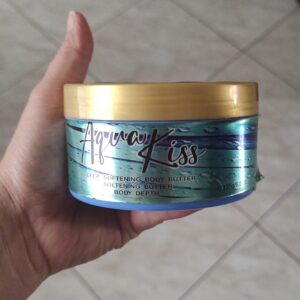 Aqua
Kiss
DEEP SOFTENING BODY BUTTER
SOFTENING BUTTER
BODY DEPTH